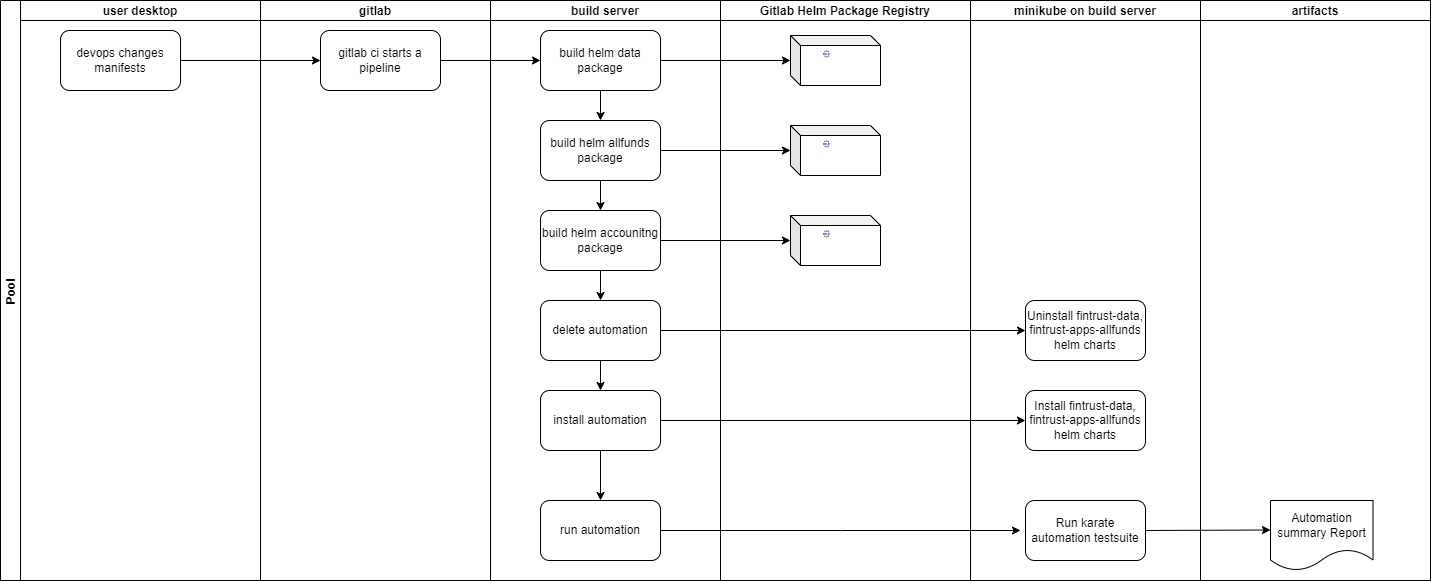 user desktop
gitlab
build server
Gitlab Helm Package Registry
minikube on build server
artifacts
Pool
devops changes
manifests
gitlab ci starts a
pipeline
build helm data
package
build helm allfunds
package
build helm accounitng
package
delete automation
Uninstall fintrust-data,
fintrust-apps-allfunds
helm charts
install automation
Install fintrust-data,
fintrust-apps-allfunds
helm charts
run automation
Run karate
automation testsuite
Automation
summary Report